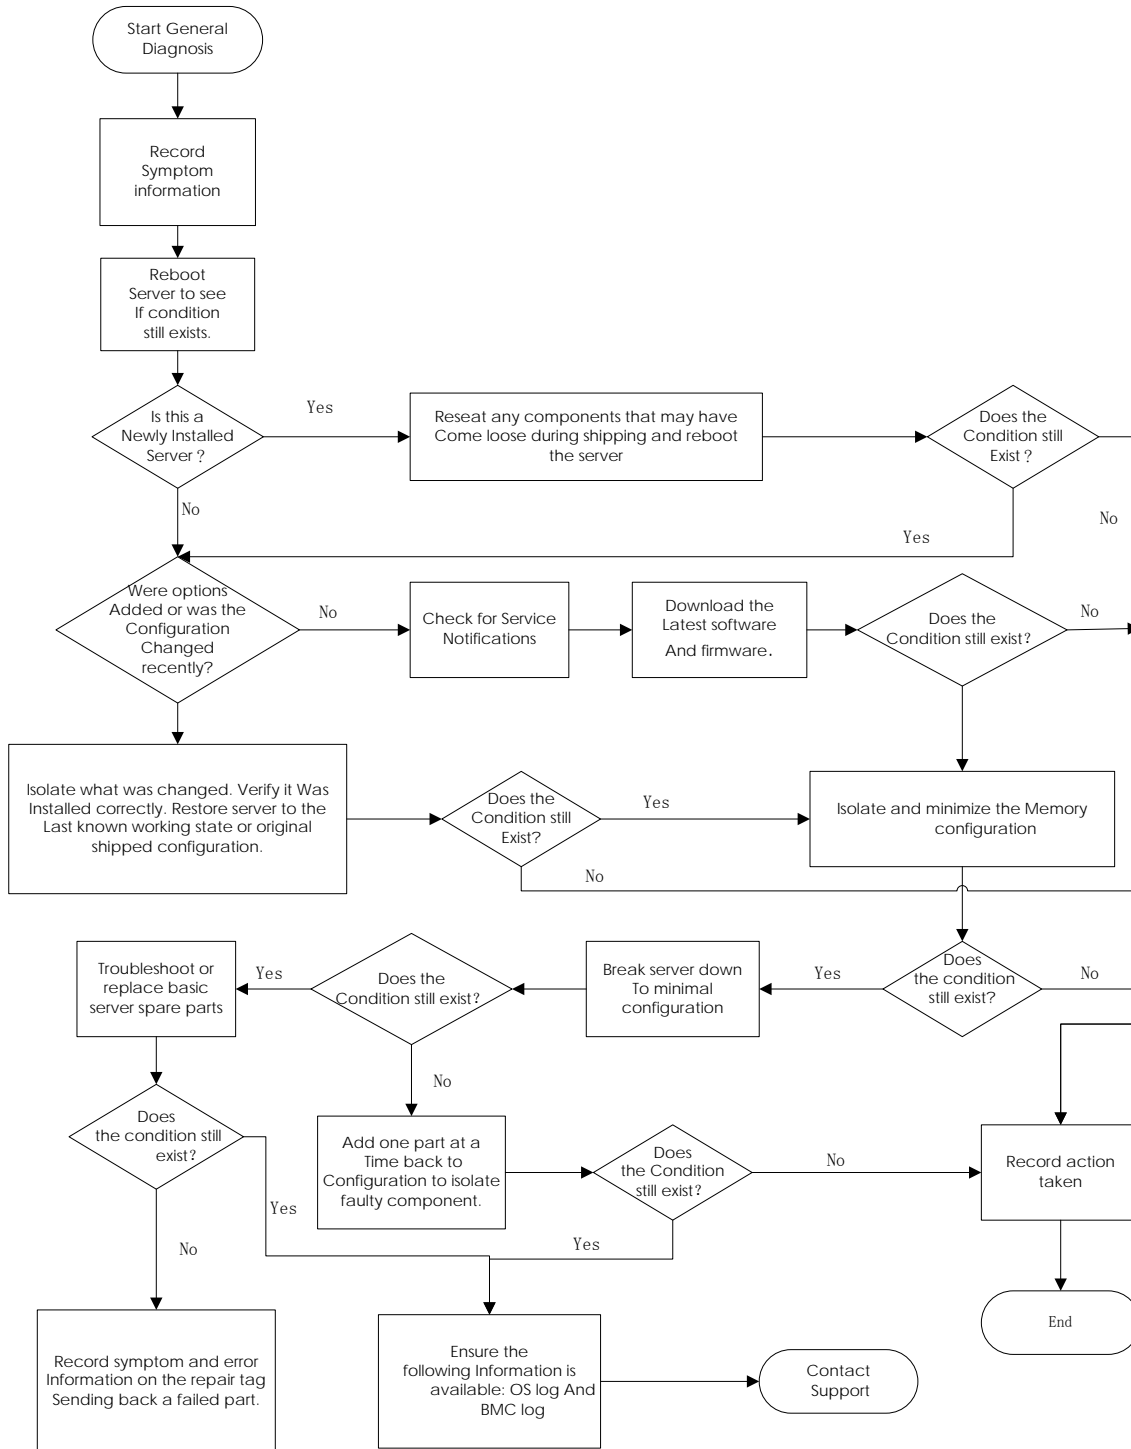 Start General
Diagnosis
Record
Symptom
information
Reboot
Server to see
If condition
still exists.
Is this a
Newly Installed
Server？
Yes
Reseat any components that may have
Come loose during shipping and reboot
the server
Does the
Condition still
Exist？
No
No
Yes
Were options
Added or was the
Configuration
Changed
recently?
No
Check for Service
Notifications
Download the
Latest software
And firmware.
Does the
Condition still exist?
No
Isolate what was changed. Verify it Was
Installed correctly. Restore server to the
Last known working state or original
shipped configuration.
Does the
Condition still
Exist?
Yes
No
Isolate and minimize the Memory
configuration
Troubleshoot or
replace basic
server spare parts
Yes
Does the
Condition still exist?
Break server down
To minimal
configuration
Yes
Does
the condition
still exist?
No
No
Does
the condition still
exist?
Yes
No
Add one part at a
Time back to
Configuration to isolate
faulty component.
Does
the Condition
still exist?
No
Yes
Record action
taken
End
Record symptom and error
Information on the repair tag
Sending back a failed part.
Ensure the
following Information is
available: OS log And
BMC log
Contact
Support